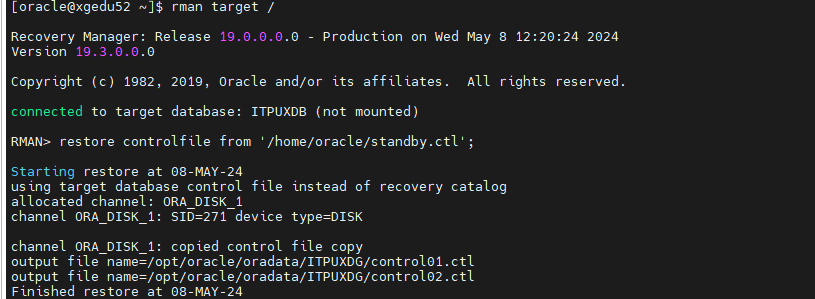 [oracle@xgedu52 ~]$ rman target /
Recovery Manager: Release 19.0.0.0.0 - Production on Wed May 8 12:20:24 2024
Version 19.3.0.0.0
Copyright (c) 1982, 2019, Oracle and/or its affiliates.  All rights reserved.
connected to target database: ITPUXDB (not mounted)
RMAN> restore controlfile from '/home/oracle/standby.ctl';
Starting restore at 08-MAY-24
using target database control file instead of recovery catalog
allocated channel: ORA_DISK_1
channel ORA_DISK_1: SID=271 device type=DISK
channel ORA_DISK_1: copied control file copy
output file name=/opt/oracle/oradata/ITPUXDG/control01.ctl
output file name=/opt/oracle/oradata/ITPUXDG/control02.ctl
Finished restore at 08-MAY-24